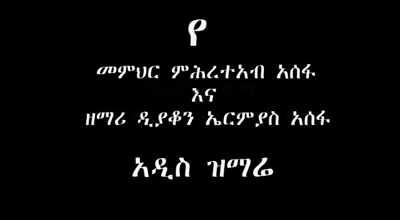 የ
መምህር ምሕረተአብ አሰፋ
እና
ዘማሪ ዲያቆን ኤርምያስ አሰፋ
አዲስ ዝማሬ